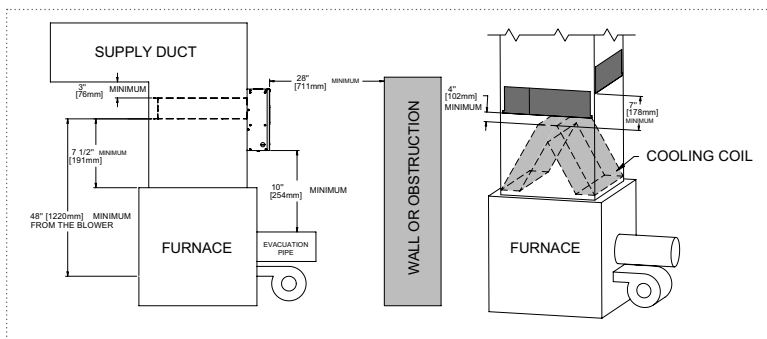 SUPPLY DUCT
3"
[76mm] MINIMUM
28"
[711mm] MINIMUM
7 1/2" MINIMUM
[191mm]
10"
[254mm] MINIMUM
48" [1220mm] MINIMUM
FROM THE BLOWER
FURNACE
EVACUATION
PIPE
WALL OR OBSTRUCTION
4"
[102mm]
MINIMUM
7"
[178mm]
MINIMUM
COOLING COIL
FURNACE